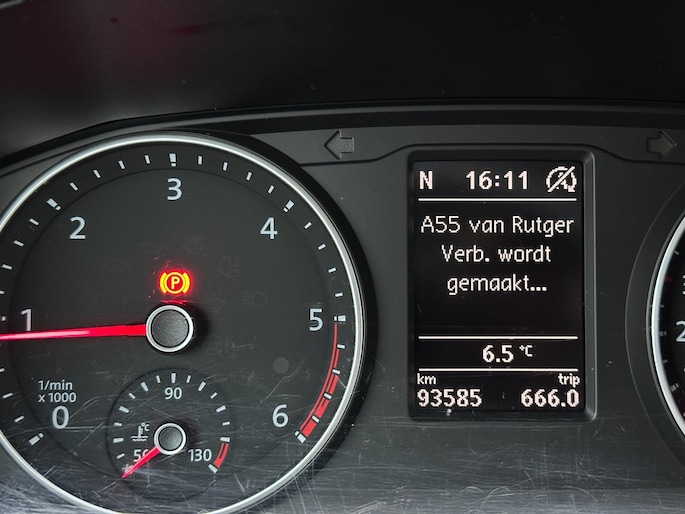 3
2
4
1
5
1/min
x 1000
0
6
90
°C
50
130
P
N 16:11
A55 van Rutger
Verb. wordt
gemaakt...
6.5 °C
km trip
93585 666.0
2